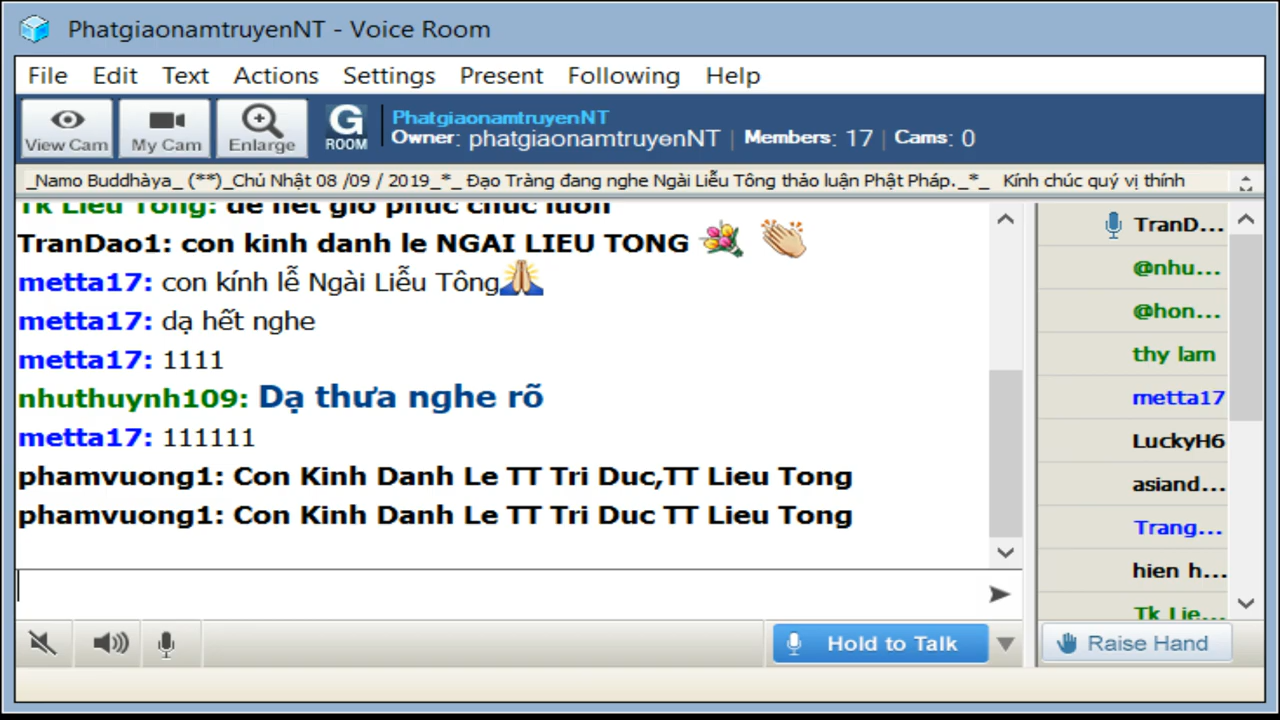 PhatgiaonamtruyenNT - Voice Room
File Edit Text Actions Settings Present Following Help
View Cam My Cam Enlarge G ROOM
PhatgiaonamtruyenNT
Owner: phatgiaonamtruyenNT | Members: 17 | Cams: 0
_Namo Buddhàya_ (**)_Chủ Nhật 08 /09 / 2019_*_ Đạo Tràng đang nghe Ngài Liễu Tông thảo luận Phật Pháp._*_ Kính chúc quý vị thính
Tk Lieu Tong: de het gio phuc chuc luon
TranDao1: con kinh danh le NGAI LIEU TONG
metta17: con kính lễ Ngài Liễu Tông
metta17: dạ hết nghe
metta17: 1111
nhuthuynh109: Dạ thưa nghe rõ
metta17: 111111
phamvuong1: Con Kinh Danh Le TT Tri Duc,TT Lieu Tong
phamvuong1: Con Kinh Danh Le TT Tri Duc TT Lieu Tong
TranD...
@nhu...
@hon...
thy lam
metta17
LuckyH6
asiand...
Trang...
hien h...
Tk Lie...
Hold to Talk
Raise Hand